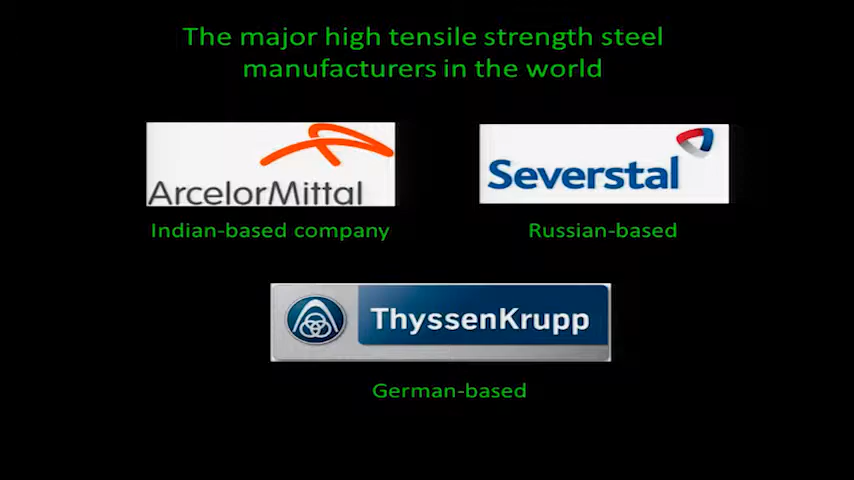 The major high tensile strength steel
manufacturers in the world
ArcelorMittal
Severstal
Indian-based company
Russian-based
ThyssenKrupp
German-based